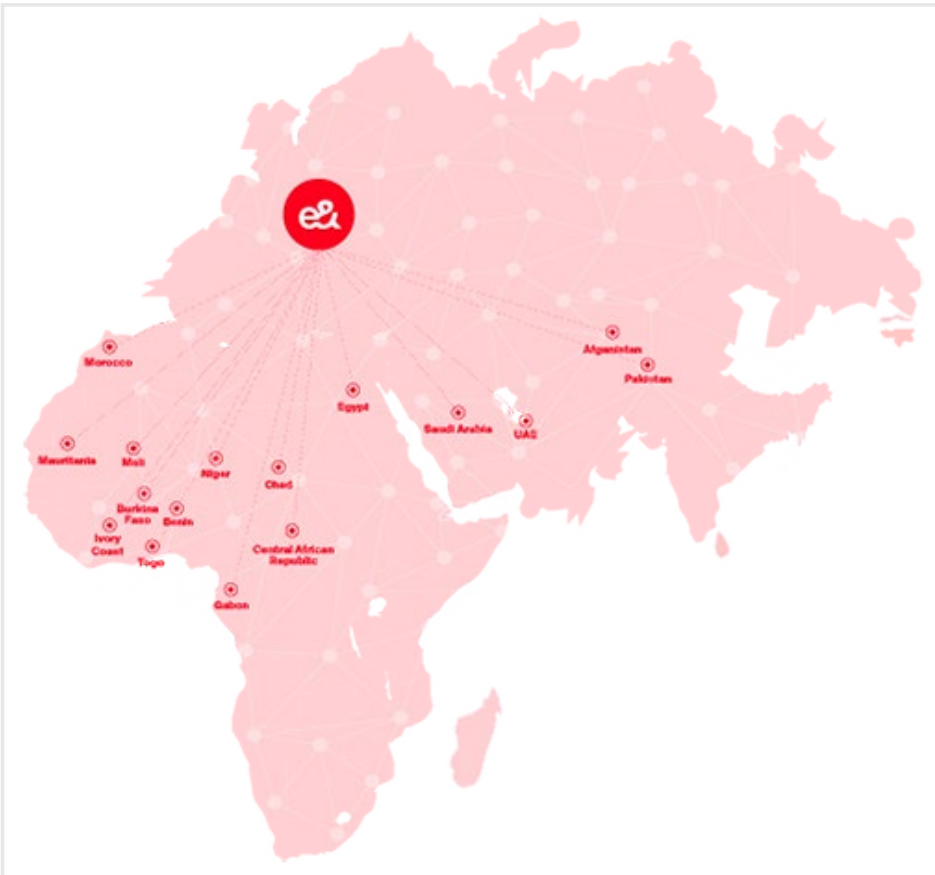 e&
Afganistan
Morocco
Pakistan
Egypt
Saudi Arabia
UAE
Mauritania
Mali
Niger
Chad
Burkina
Faso
Benin
Ivory
Coast
Togo
Central African
Republic
Gabon